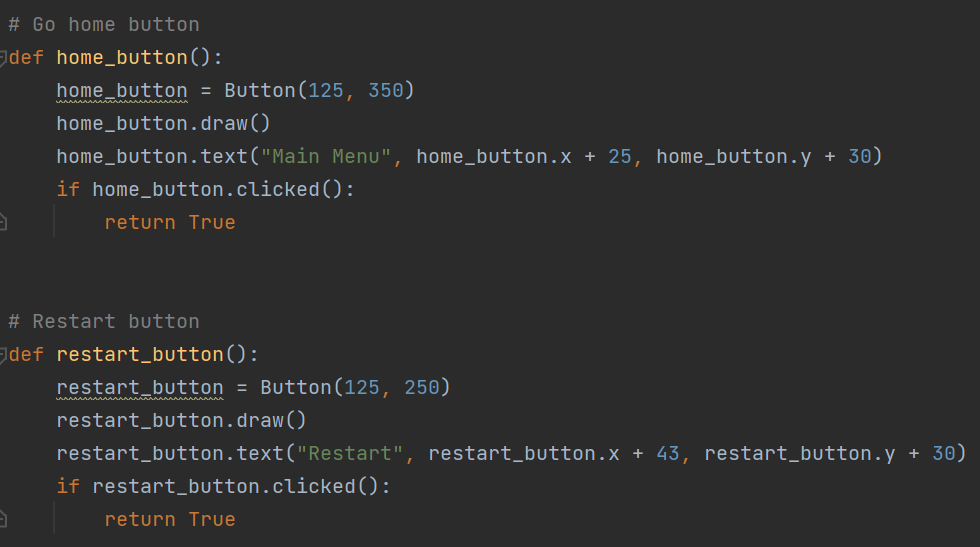 # Go home button
def home_button():
    home_button = Button(125, 350)
    home_button.draw()
    home_button.text("Main Menu", home_button.x + 25, home_button.y + 30)
    if home_button.clicked():
        return True
# Restart button
def restart_button():
    restart_button = Button(125, 250)
    restart_button.draw()
    restart_button.text("Restart", restart_button.x + 43, restart_button.y + 30)
    if restart_button.clicked():
        return True